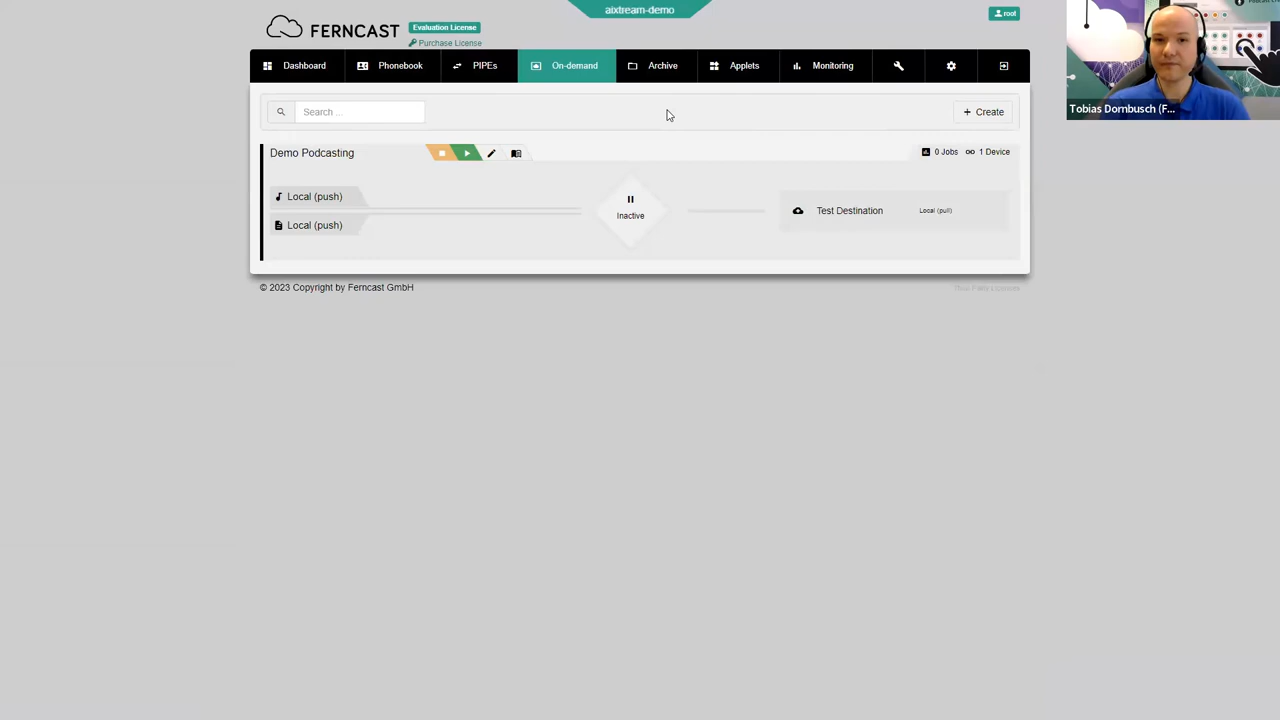 aixtream-demo
root
FERNCAST
Evaluation License
Purchase License
Dashboard
Phonebook
PIPEs
On-demand
Archive
Applets
Monitoring
Tobias Dornbusch (F...
Search ...
+ Create
Demo Podcasting
0 Jobs
1 Device
Local (push)
Local (push)
Inactive
Test Destination
Local (pull)
© 2023 Copyright by Ferncast GmbH